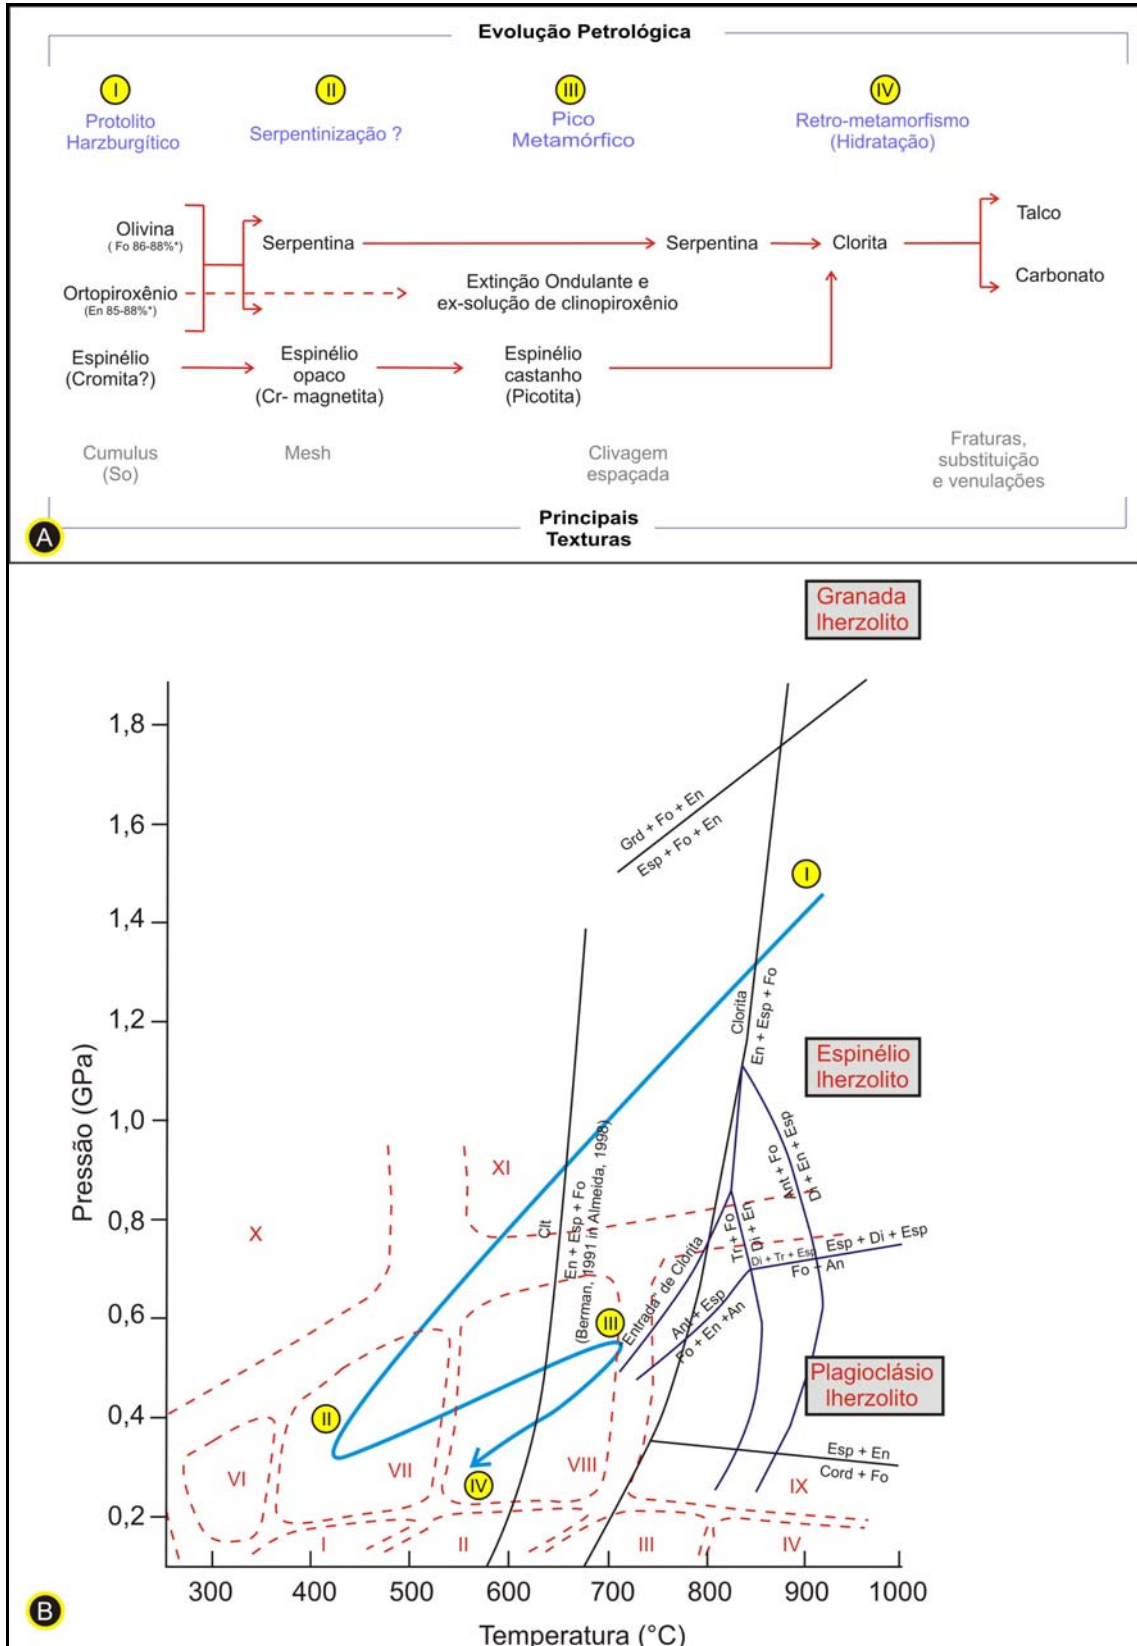 Evolução Petrológica
I
II
III
IV
Protolito
Harzburgítico
Serpentinização ?
Pico
Metamórfico
Retro-metamorfismo
(Hidratação)
Olivina
( Fo 86-88%*)
Serpentina
Serpentina
Clorita
Talco
Carbonato
Ortopiroxênio
(En 85-88%*)
Extinção Ondulante e
ex-solução de clinopiroxênio
Espinélio
(Cromita?)
Espinélio
opaco
(Cr- magnetita)
Espinélio
castanho
(Picotita)
Cumulus
(So)
Mesh
Clivagem
espaçada
Fraturas,
substituição
e venulações
A
Principais
Texturas
Granada
lherzolito
1,8
1,6
1,4
1,2
1,0
0,8
0,6
0,4
0,2
Pressão (GPa)
Grd + Fo + En
Esp + Fo + En
I
Clorita
En + Esp + Fo
Espinélio
lherzolito
Ant + Fo
Di + En + Esp
Clt
En + Esp + Fo
(Berman, 1991 in Almeida, 1998)
XI
X
Tr + Fo
Di + En
Di + Tr + Esp
Esp + Di + Esp
Fo + An
Entrada" de Clorita
Ant + Esp
Fo + En +An
III
Plagioclásio
lherzolito
II
Esp + En
Cord + Fo
VI
VII
VIII
IX
IV
I
II
III
IV
300
400
500
600
700
800
900
1000
Temperatura (°C)
B